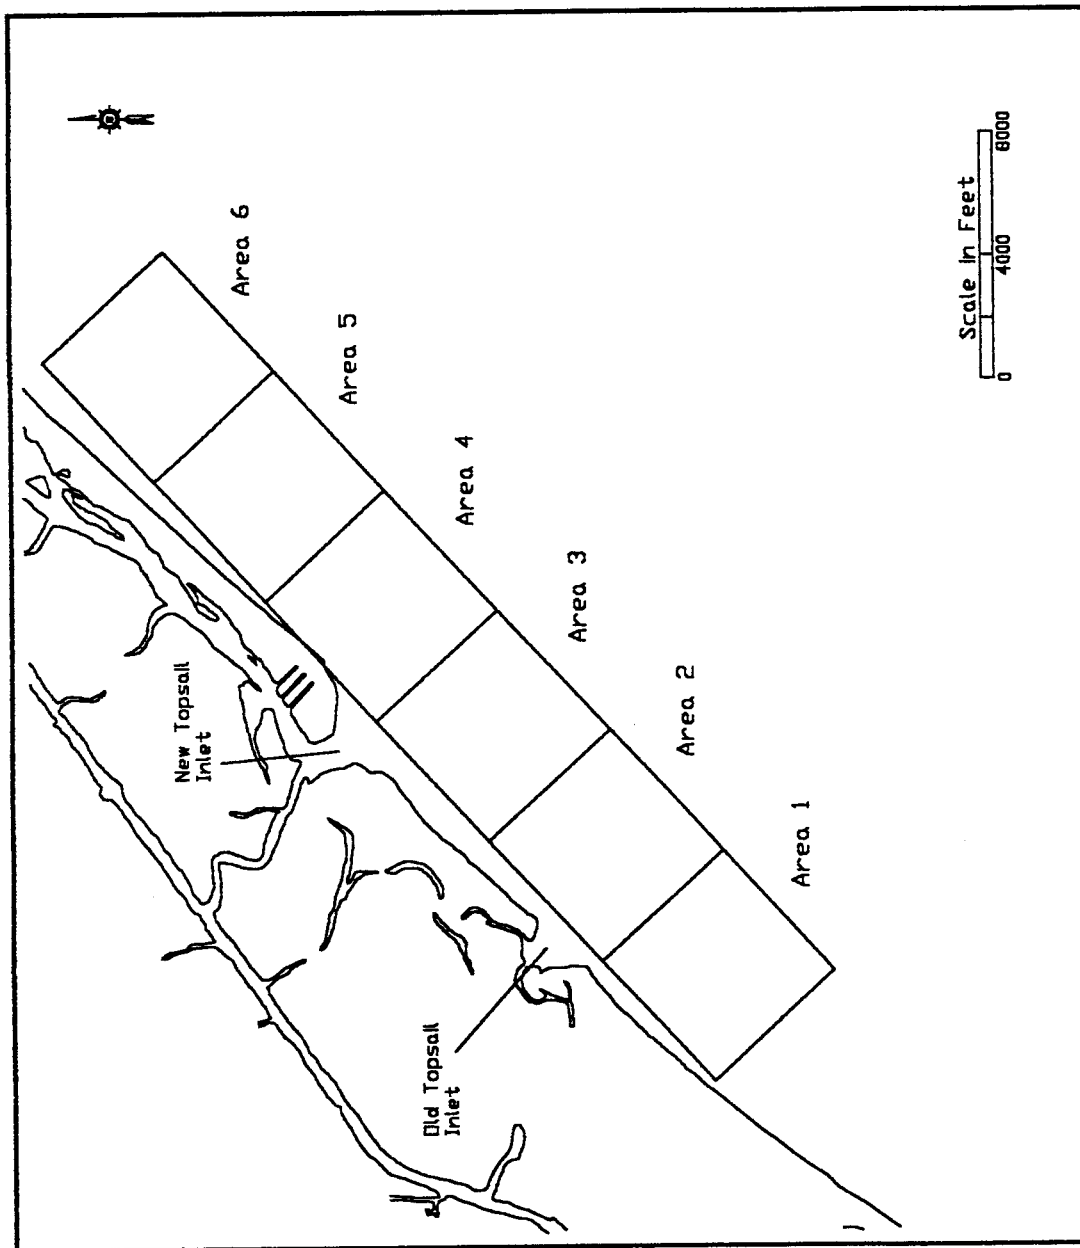 Area 6
Area 5
Area 4
Area 3
Area 2
Area 1
New Topsail
Inlet
Old Topsail
Inlet
Scale in Feet
0 4000 8000